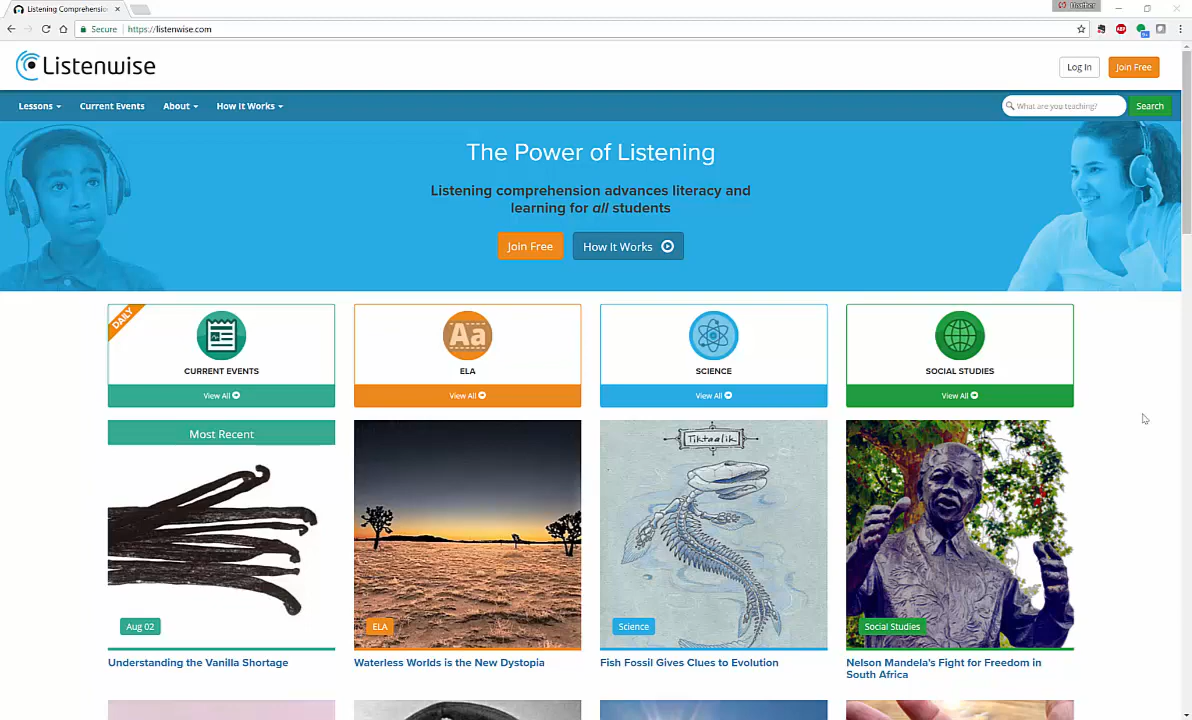 Listening Comprehensio
Heather
Secure
https://listenwise.com
Listenwise
Log In
Join Free
Lessons
Current Events
About
How It Works
What are you teaching?
Search
The Power of Listening
Listening comprehension advances literacy and
learning for all students
Join Free
How It Works
DAILY
CURRENT EVENTS
ELA
SCIENCE
SOCIAL STUDIES
Aa
View All
View All
View All
View All
Most Recent
Tiktaalik
Aug 02
ELA
Science
Social Studies
Understanding the Vanilla Shortage
Waterless Worlds is the New Dystopia
Fish Fossil Gives Clues to Evolution
Nelson Mandela's Fight for Freedom in
South Africa